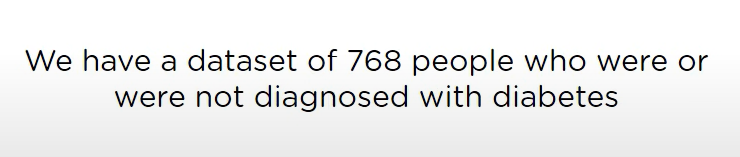 We have a dataset of 768 people who were or
were not diagnosed with diabetes